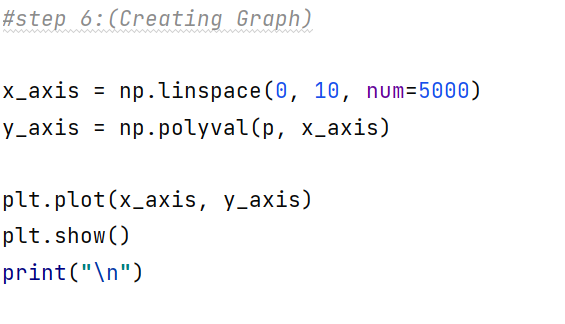 #step 6:(Creating Graph)
x_axis = np.linspace(0, 10, num=5000)
y_axis = np.polyval(p, x_axis)
plt.plot(x_axis, y_axis)
plt.show()
print("\n")